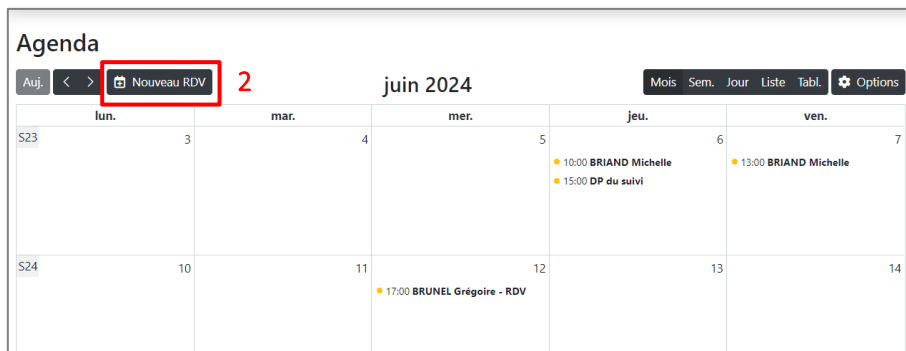 Agenda
Auj. < > Nouveau RDV 2 juin 2024 Mois Sem. Jour Liste Tabl. Options
lun. mar. mer. jeu. ven.
S23 3 4 5 6 7
10:00 BRIAND Michelle 13:00 BRIAND Michelle
15:00 DP du suivi
S24 10 11 12 13 14
17:00 BRUNEL Grégoire - RDV